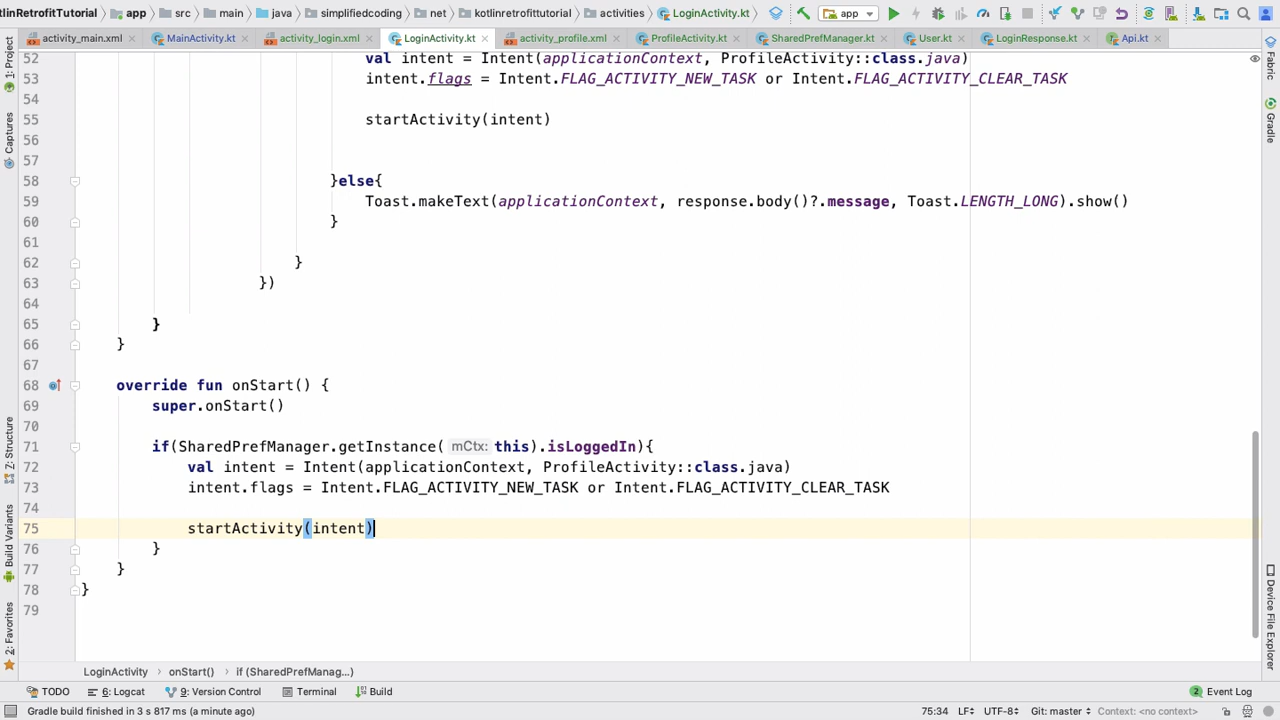 tlinRetrofitTutorial app src main java simplifiedcoding net kotlinretrofittutorial activities LoginActivity.kt app
activity_main.xml MainActivity.kt activity_login.xml LoginActivity.kt activity_profile.xml ProfileActivity.kt SharedPrefManager.kt User.kt LoginResponse.kt Api.kt
1: Project
Captures
Z: Structure
Build Variants
2: Favorites
52 val intent = Intent(applicationContext, ProfileActivity::class.java)
53 intent.flags = Intent.FLAG_ACTIVITY_NEW_TASK or Intent.FLAG_ACTIVITY_CLEAR_TASK
54
55 startActivity(intent)
56
57
58 }else{
59 Toast.makeText(applicationContext, response.body()?.message, Toast.LENGTH_LONG).show()
60 }
61
62 }
63 })
64
65 }
66 }
67
68 override fun onStart() {
69 super.onStart()
70
71 if(SharedPrefManager.getInstance( mCtx: this).isLoggedIn){
72 val intent = Intent(applicationContext, ProfileActivity::class.java)
73 intent.flags = Intent.FLAG_ACTIVITY_NEW_TASK or Intent.FLAG_ACTIVITY_CLEAR_TASK
74
75 startActivity(intent)
76 }
77 }
78 }
79
Fabric
Gradle
Device File Explorer
LoginActivity › onStart() › if (SharedPrefManag...)
TODO 6: Logcat 9: Version Control Terminal Build 2 Event Log
Gradle build finished in 3 s 817 ms (a minute ago) 75:34 LF UTF-8 Git: master Context: <no context>